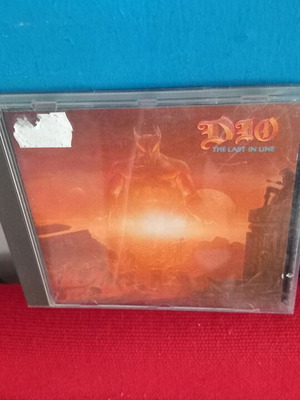 DIO
THE LAST IN LINE